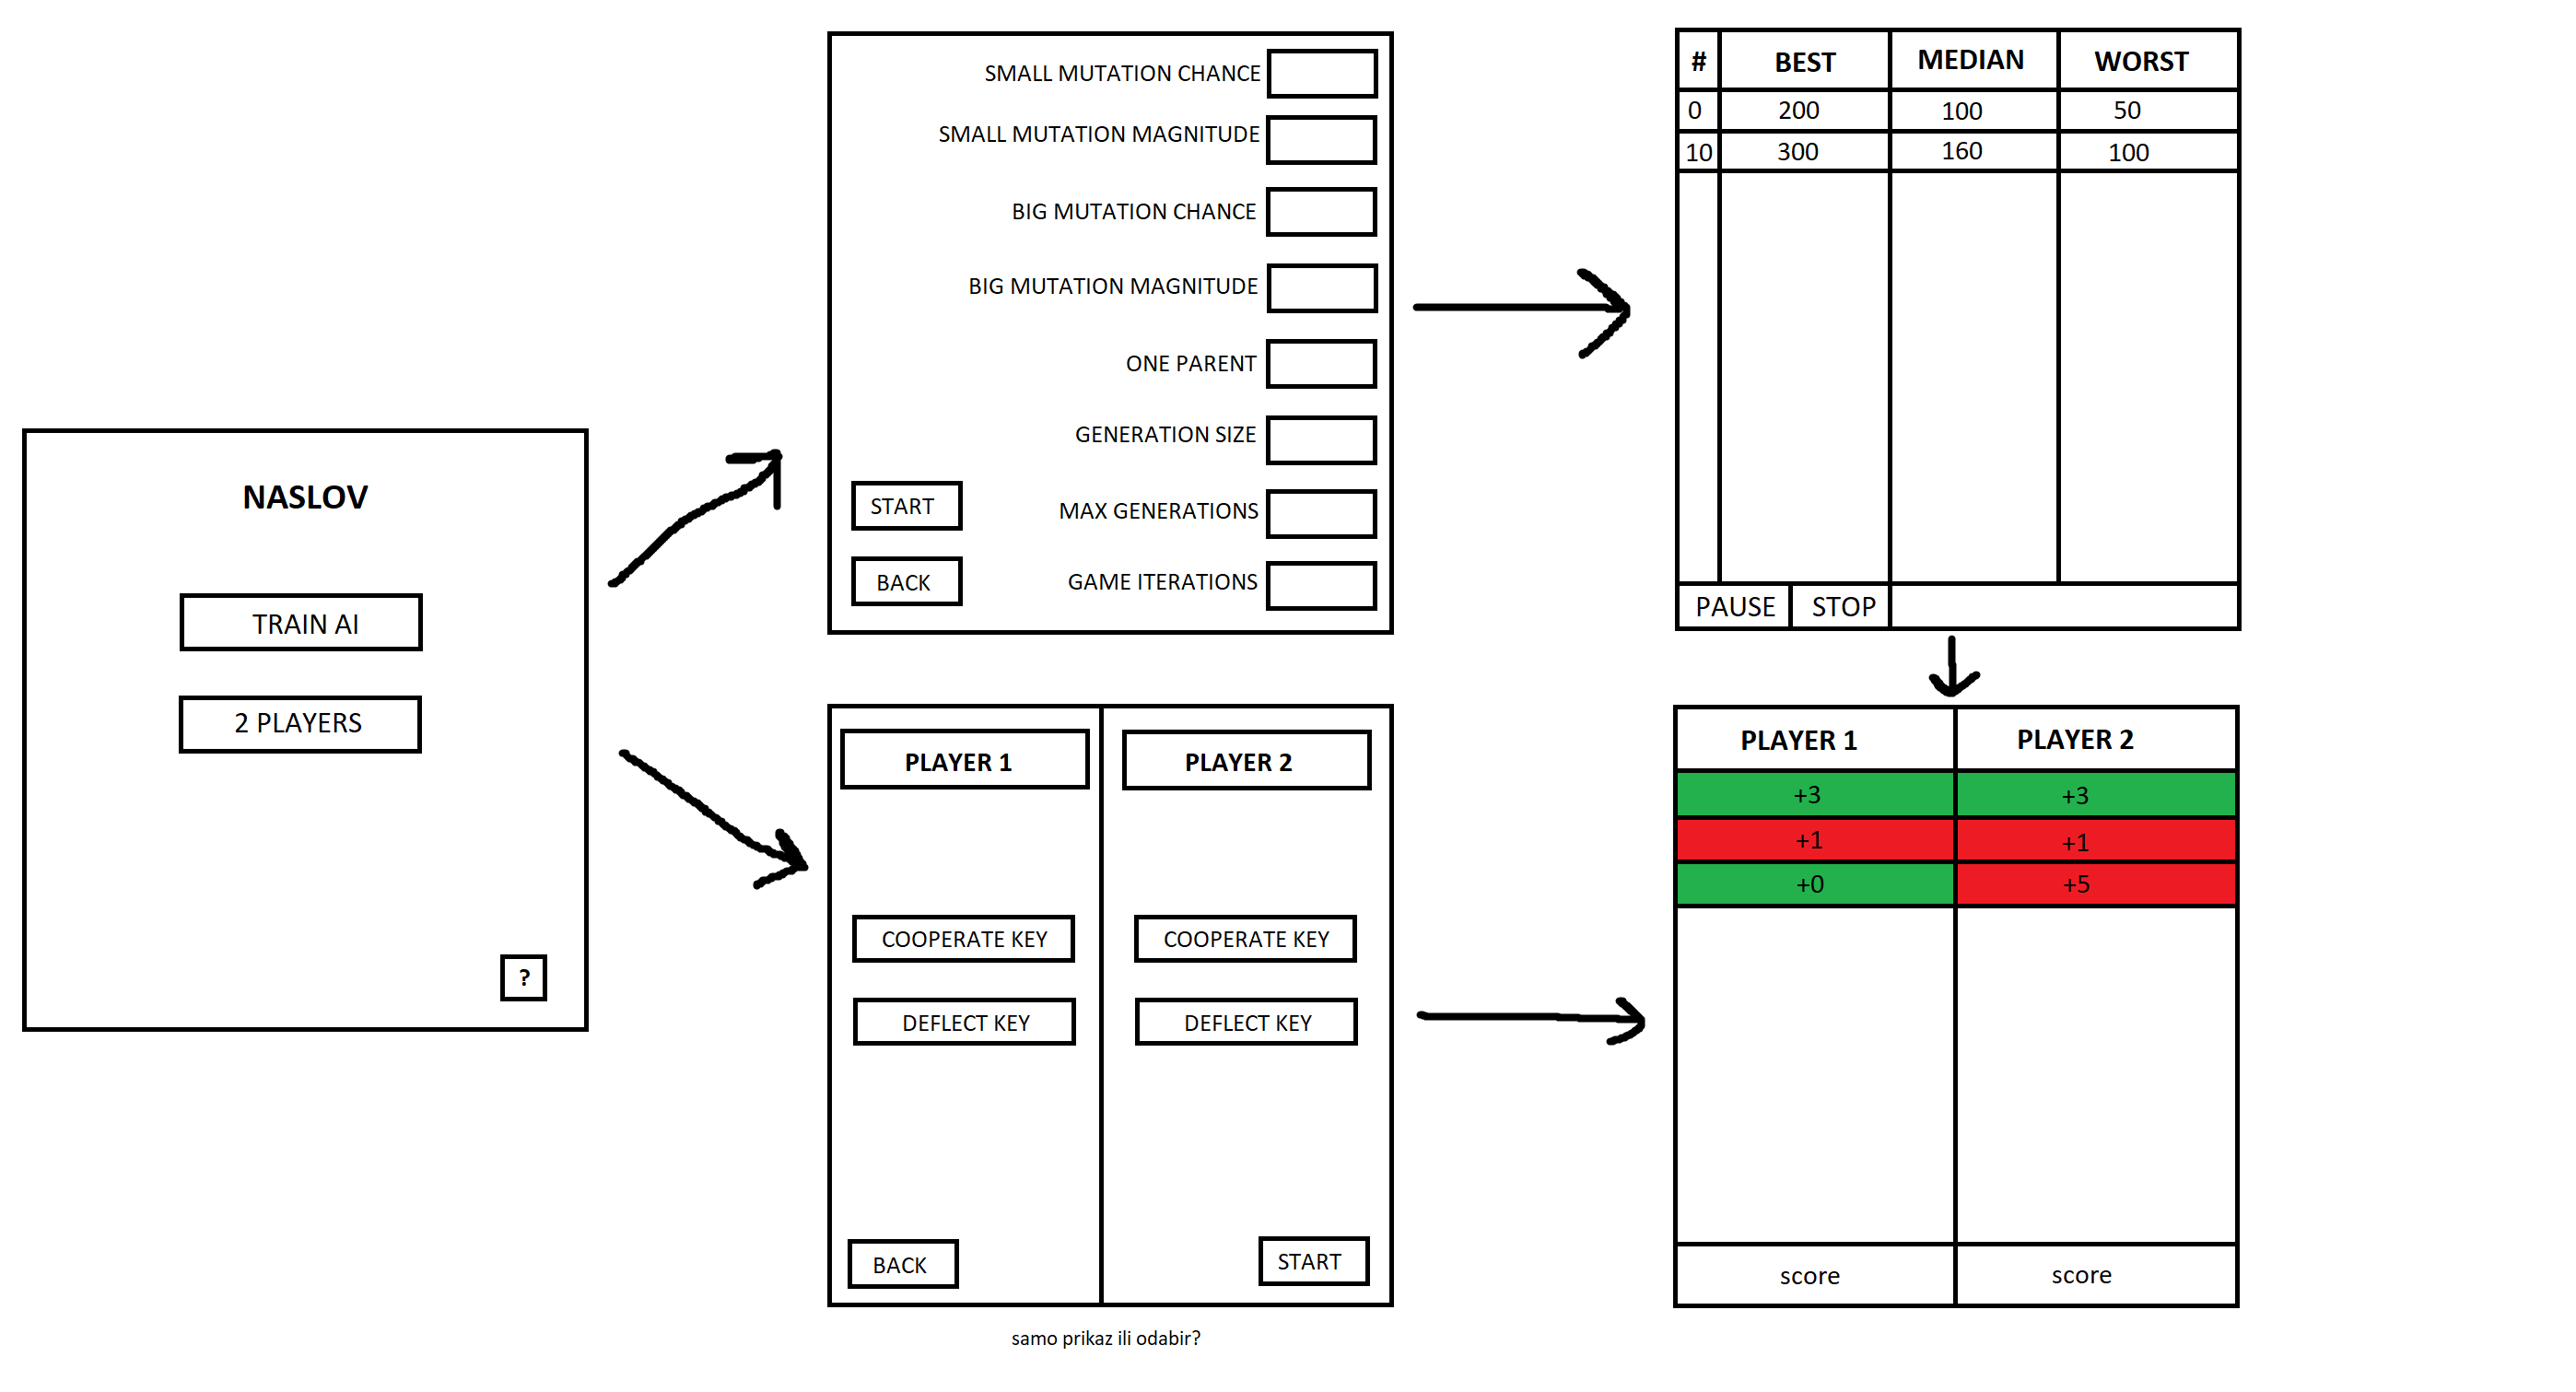 NASLOV
TRAIN AI
2 PLAYERS
?
SMALL MUTATION CHANCE
SMALL MUTATION MAGNITUDE
BIG MUTATION CHANCE
BIG MUTATION MAGNITUDE
ONE PARENT
GENERATION SIZE
MAX GENERATIONS
GAME ITERATIONS
START
BACK
# BEST MEDIAN WORST
0 200 100 50
10 300 160 100
PAUSE STOP
PLAYER 1 PLAYER 2
COOPERATE KEY COOPERATE KEY
DEFLECT KEY DEFLECT KEY
BACK START
samo prikaz ili odabir?
PLAYER 1 PLAYER 2
+3 +3
+1 +1
+0 +5
score score